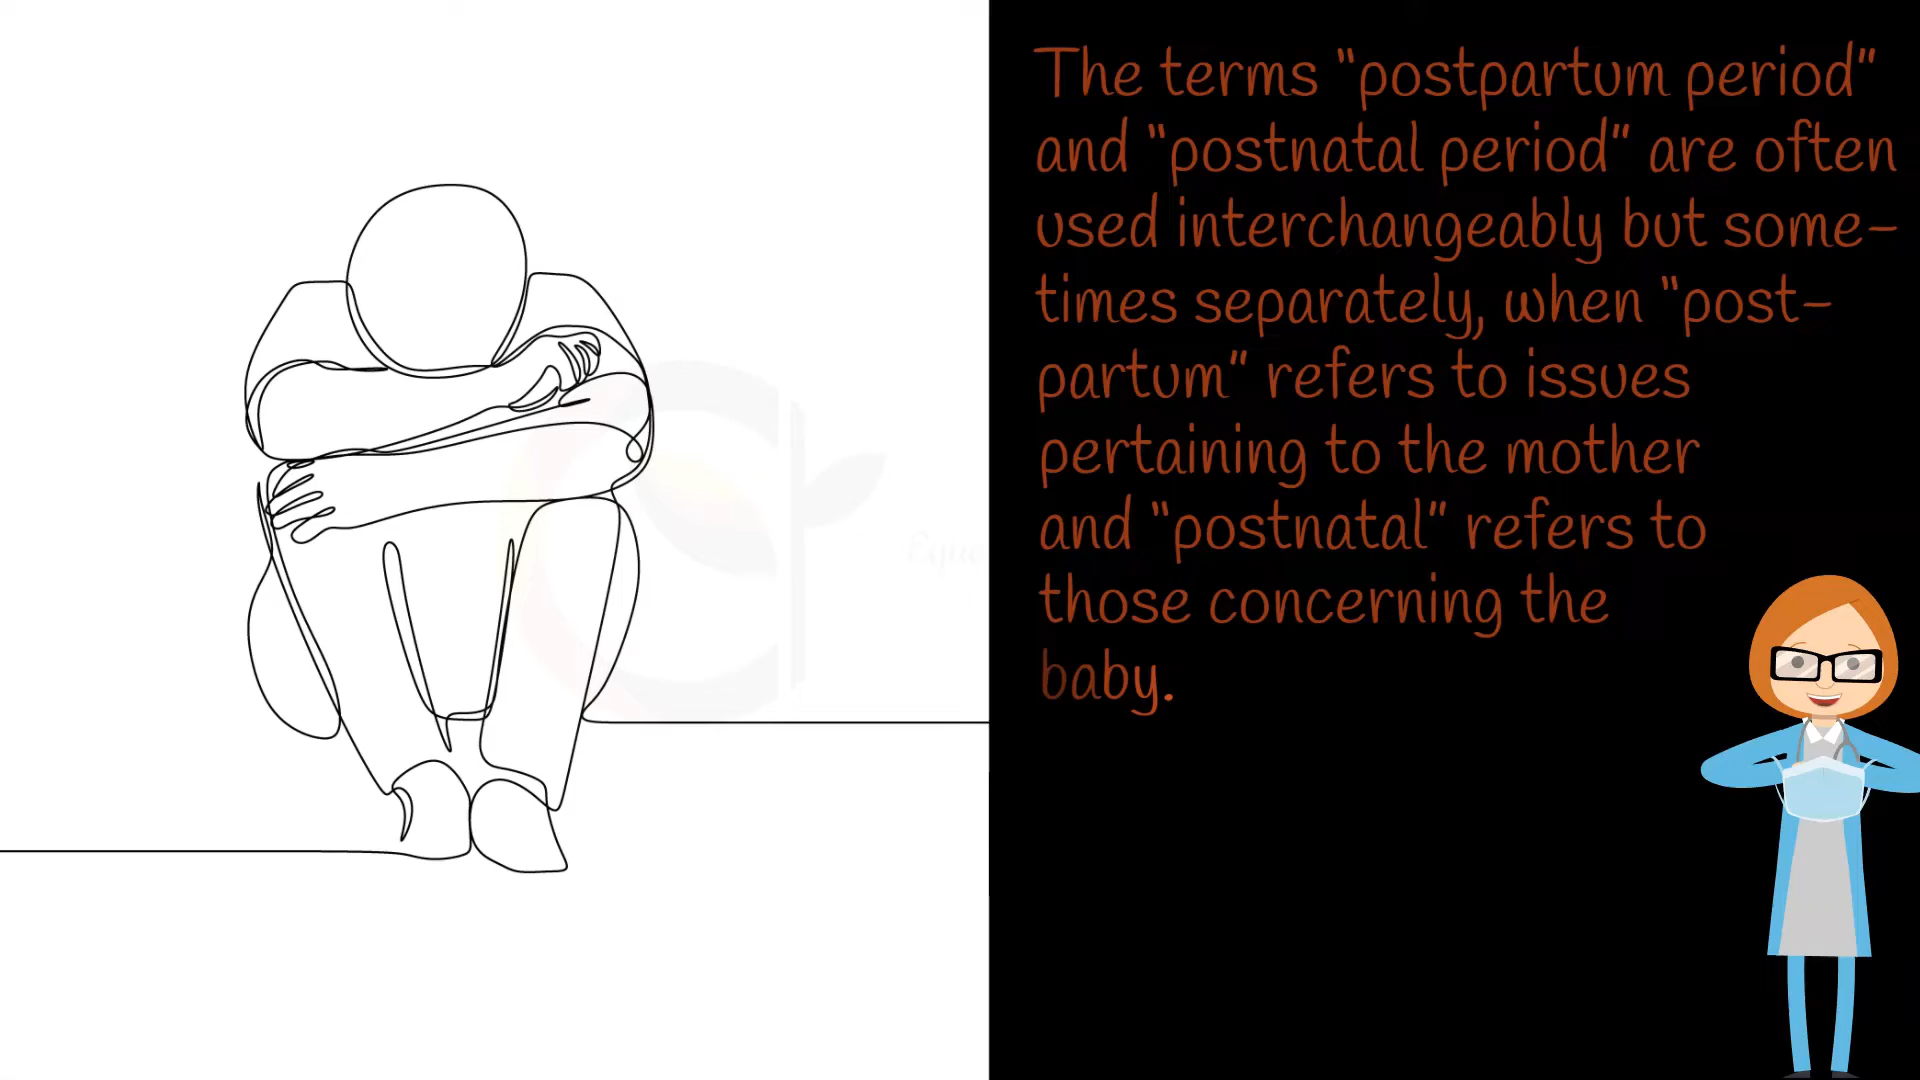 The terms "postpartum period"
and "postnatal period" are often
used interchangeably but some-
times separately, when "post-
partum" refers to issues
pertaining to the mother
and "postnatal" refers to
those concerning the
baby.